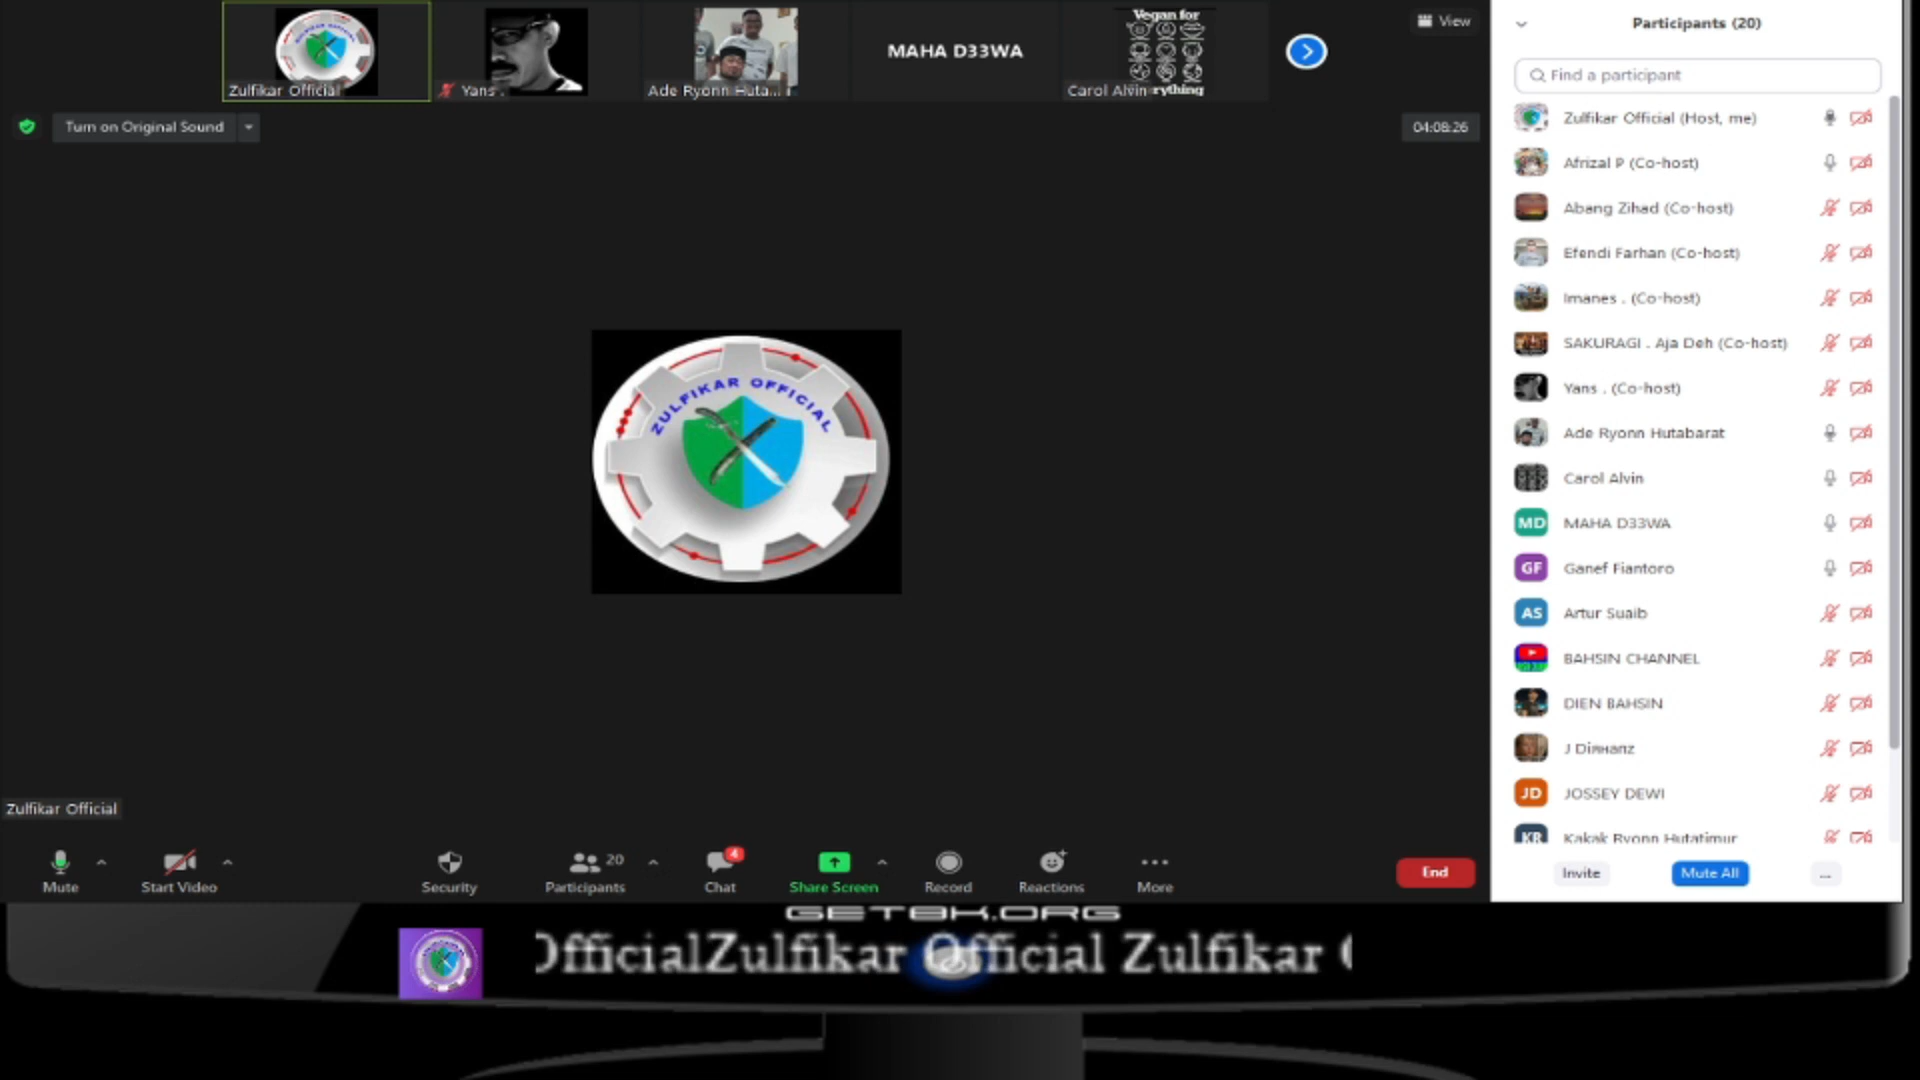 Vegan for
MAHA D33WA
View
Zulfikar Official
Yans .
Ade Ryonn Huta...
Carol Alvin
erything
Turn on Original Sound
04:08:26
ZULFIKAR OFFICIAL
Zulfikar Official
Mute
Start Video
Security
20
Participants
4
Chat
Share Screen
Record
Reactions
More
End
Participants (20)
Find a participant
Zulfikar Official (Host, me)
Afrizal P (Co-host)
Abang Zihad (Co-host)
Efendi Farhan (Co-host)
Imanes . (Co-host)
SAKURAGI . Aja Deh (Co-host)
Yans . (Co-host)
Ade Ryonn Hutabarat
Carol Alvin
MD MAHA D33WA
GF Ganef Fiantoro
AS Artur Suaib
BAHSIN CHANNEL
DIEN BAHSIN
JD JOSSEY DEWI
KR Kakak Ryonn Hutatimur
Invite
Mute All
...
GETBK.ORG
OfficialZulfikar Official Zulfikar